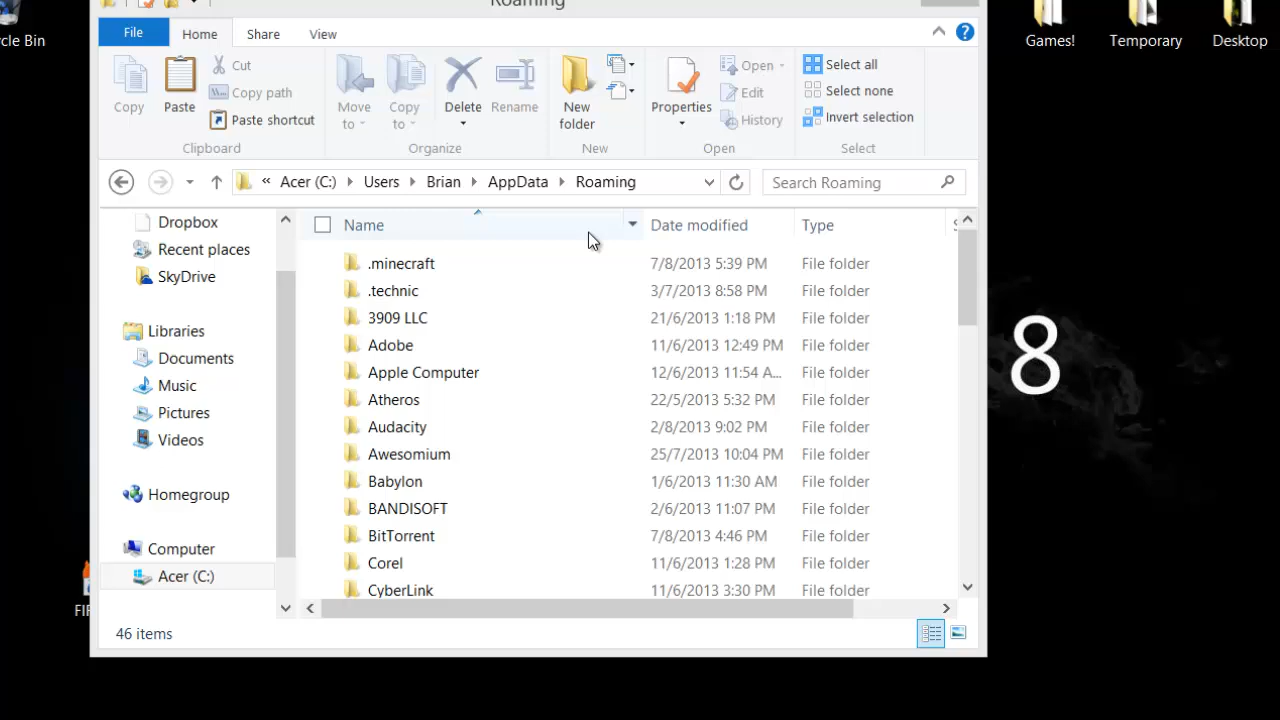 Roaming
cle Bin
Games!
Temporary
Desktop
File
Home
Share
View
Copy
Paste
Cut
Copy path
Paste shortcut
Clipboard
Move to
Copy to
Delete
Rename
Organize
New folder
New
Properties
Open
Edit
History
Open
Select all
Select none
Invert selection
Select
« Acer (C:) Users Brian AppData Roaming
Search Roaming
Dropbox
Recent places
SkyDrive
Libraries
Documents
Music
Pictures
Videos
Homegroup
Computer
Acer (C:)
Name Date modified Type
.minecraft 7/8/2013 5:39 PM File folder
.technic 3/7/2013 8:58 PM File folder
3909 LLC 21/6/2013 1:18 PM File folder
Adobe 11/6/2013 12:49 PM File folder
Apple Computer 12/6/2013 11:54 A... File folder
Atheros 22/5/2013 5:32 PM File folder
Audacity 2/8/2013 9:02 PM File folder
Awesomium 25/7/2013 10:04 PM File folder
Babylon 1/6/2013 11:30 AM File folder
BANDISOFT 2/6/2013 11:07 PM File folder
BitTorrent 7/8/2013 4:46 PM File folder
Corel 11/6/2013 1:28 PM File folder
CyberLink 11/6/2013 3:30 PM File folder
8
FIF
46 items